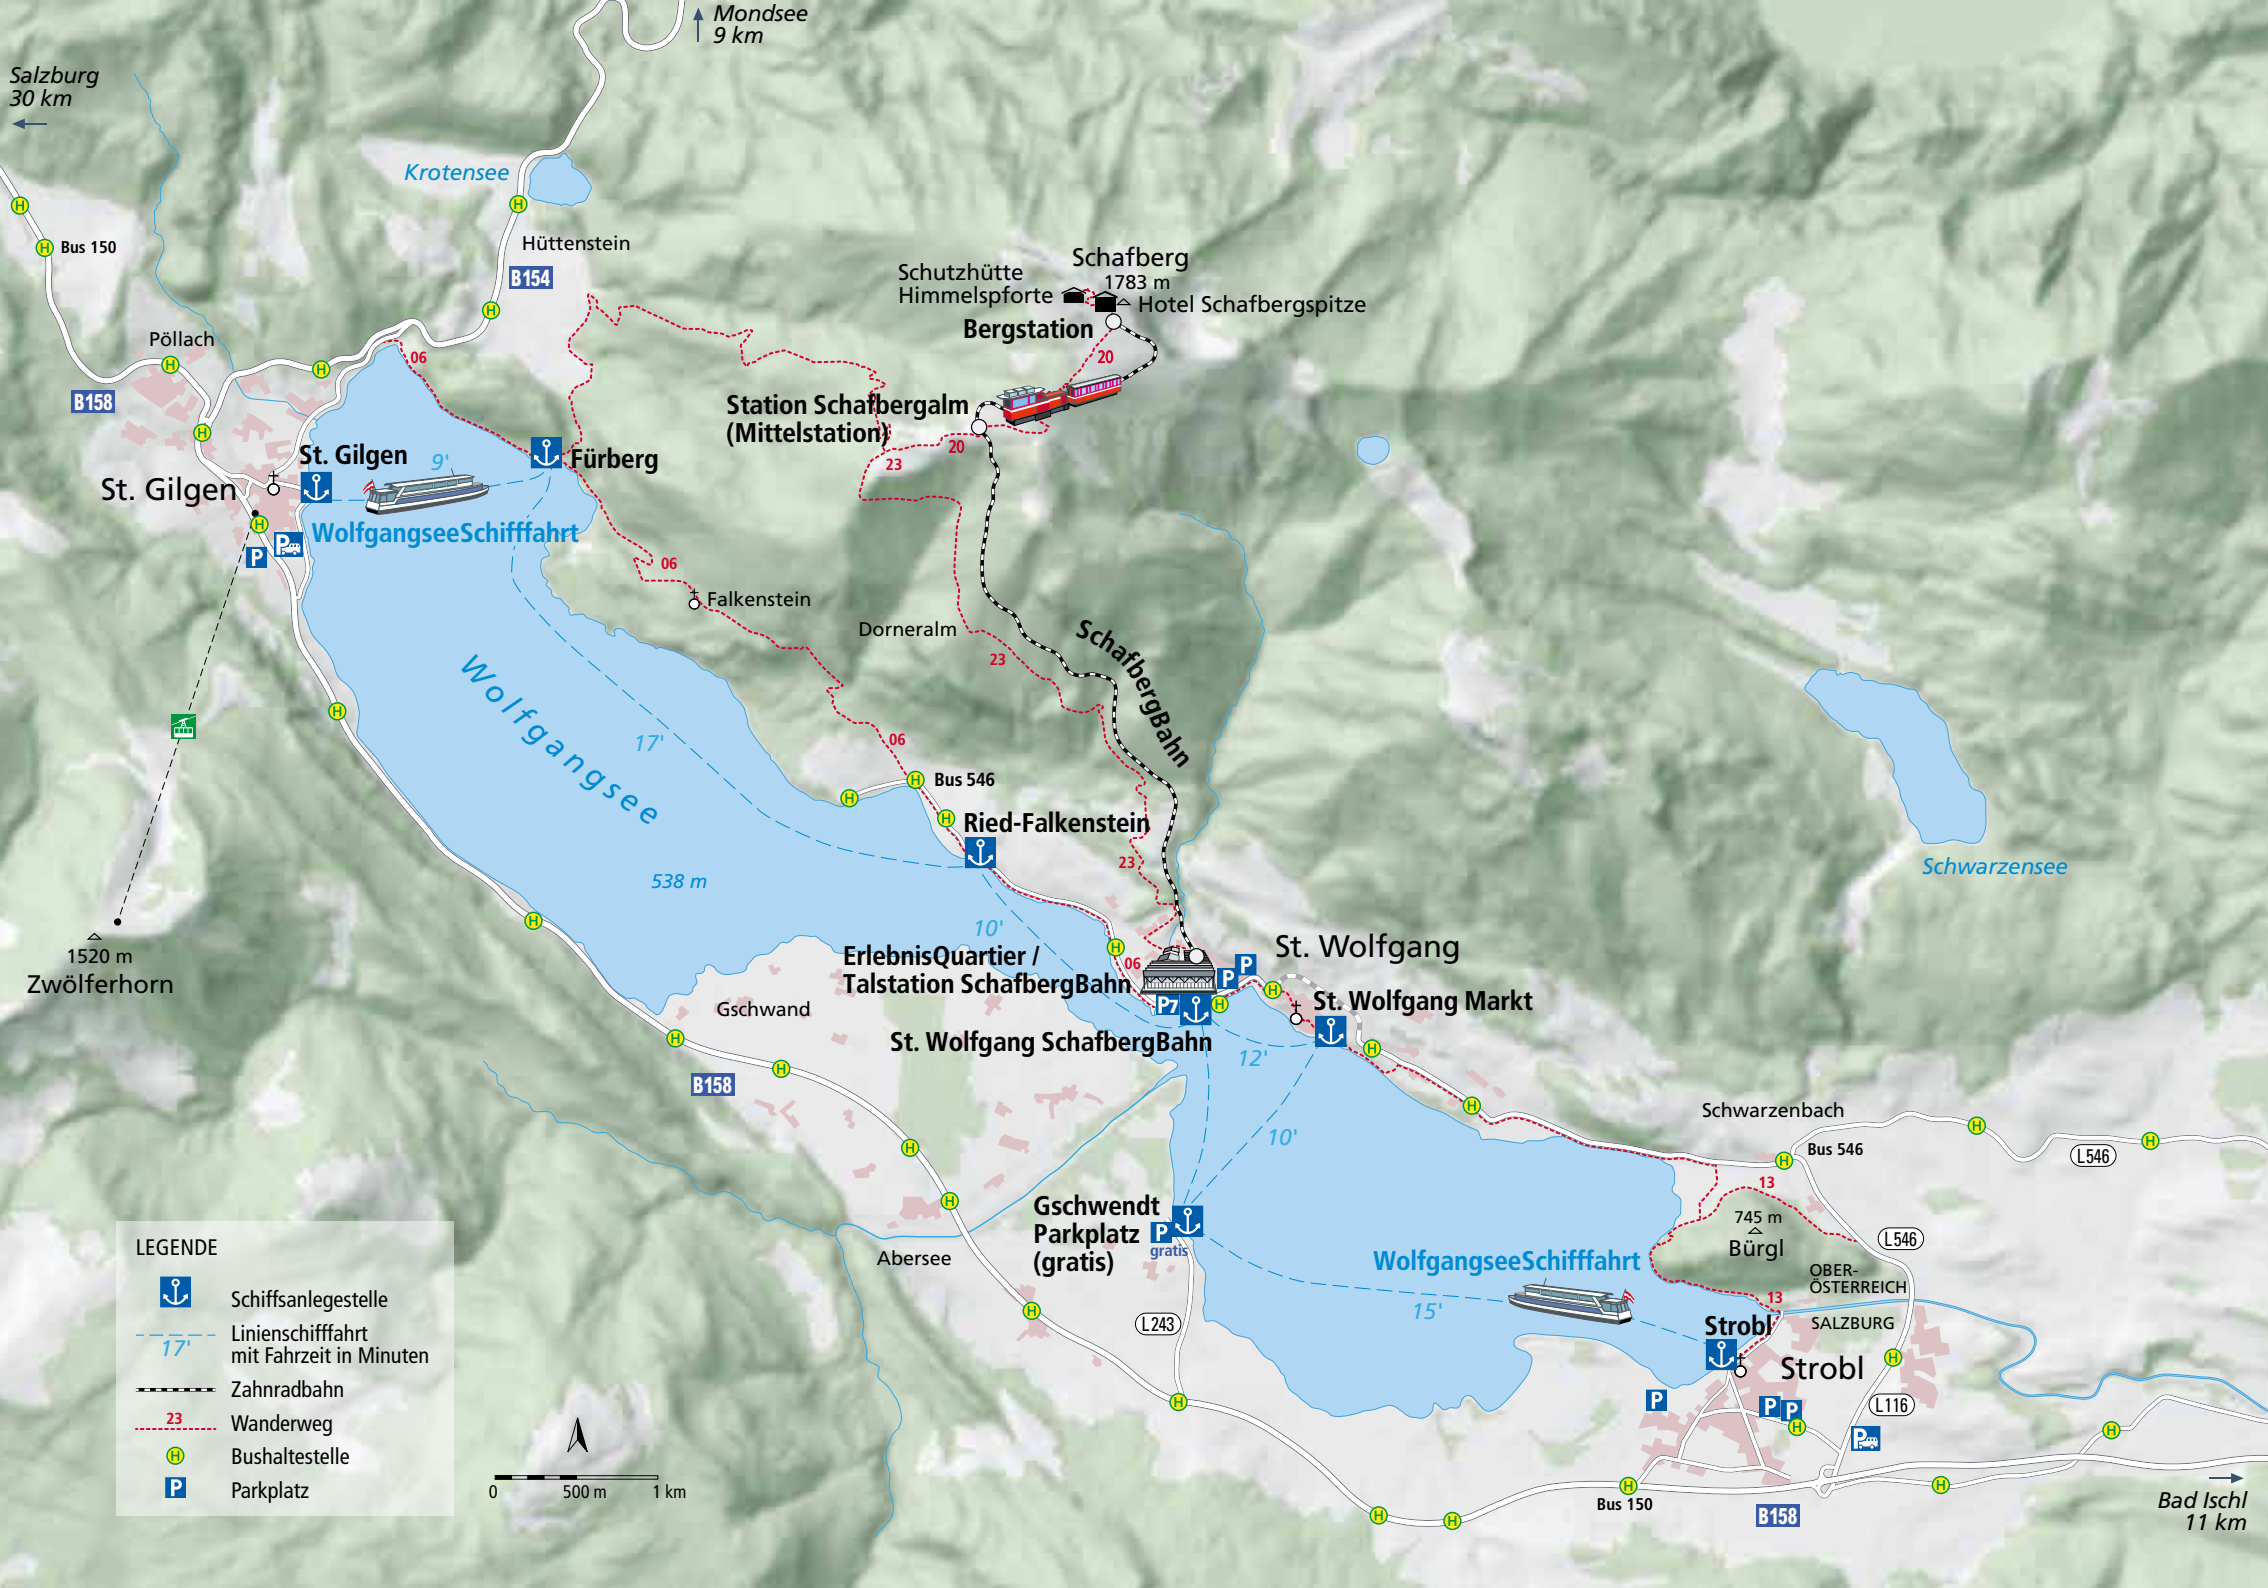 Mondsee
9 km
Salzburg
30 km
Krotensee
H
H
H
Bus 150
Hüttenstein
B154
H
Schafberg
1783 m
Schutzhütte
Himmelspforte
Hotel Schafbergspitze
Bergstation
20
Pöllach
H
H
06
B158
H
Station Schafbergalm
(Mittelstation)
20
23
St. Gilgen
9'
Fürberg
St. Gilgen
H
P
P
WolfgangseeSchifffahrt
06
Falkenstein
Dorneralm
23
SchafbergBahn
Wolfgangsee
H
17'
06
H
Bus 546
H
H
Ried-Falkenstein
23
538 m
Schwarzensee
H
10'
1520 m
Zwölferhorn
H
06
ErlebnisQuartier /
Talstation SchafbergBahn
P
P
P7
H
H
St. Wolfgang
St. Wolfgang Markt
Gschwand
St. Wolfgang SchafbergBahn
12'
H
H
H
B158
H
10'
H
H
Schwarzenbach
H
Bus 546
H
H
L546
13
745 m
Bürgl
L546
OBER-
ÖSTERREICH
SALZBURG
13
Gschwendt
Parkplatz
(gratis)
P
gratis
Abersee
H
L243
WolfgangseeSchifffahrt
15'
Strobl
Strobl
H
P
P
P
H
L116
P
H
H
H
H
Bus 150
H
H
B158
H
Bad Ischl
11 km
LEGENDE
Schiffsanlegestelle
17'
Linienschifffahrt
mit Fahrzeit in Minuten
Zahnradbahn
23
Wanderweg
H
Bushaltestelle
P
Parkplatz
0
500 m
1 km